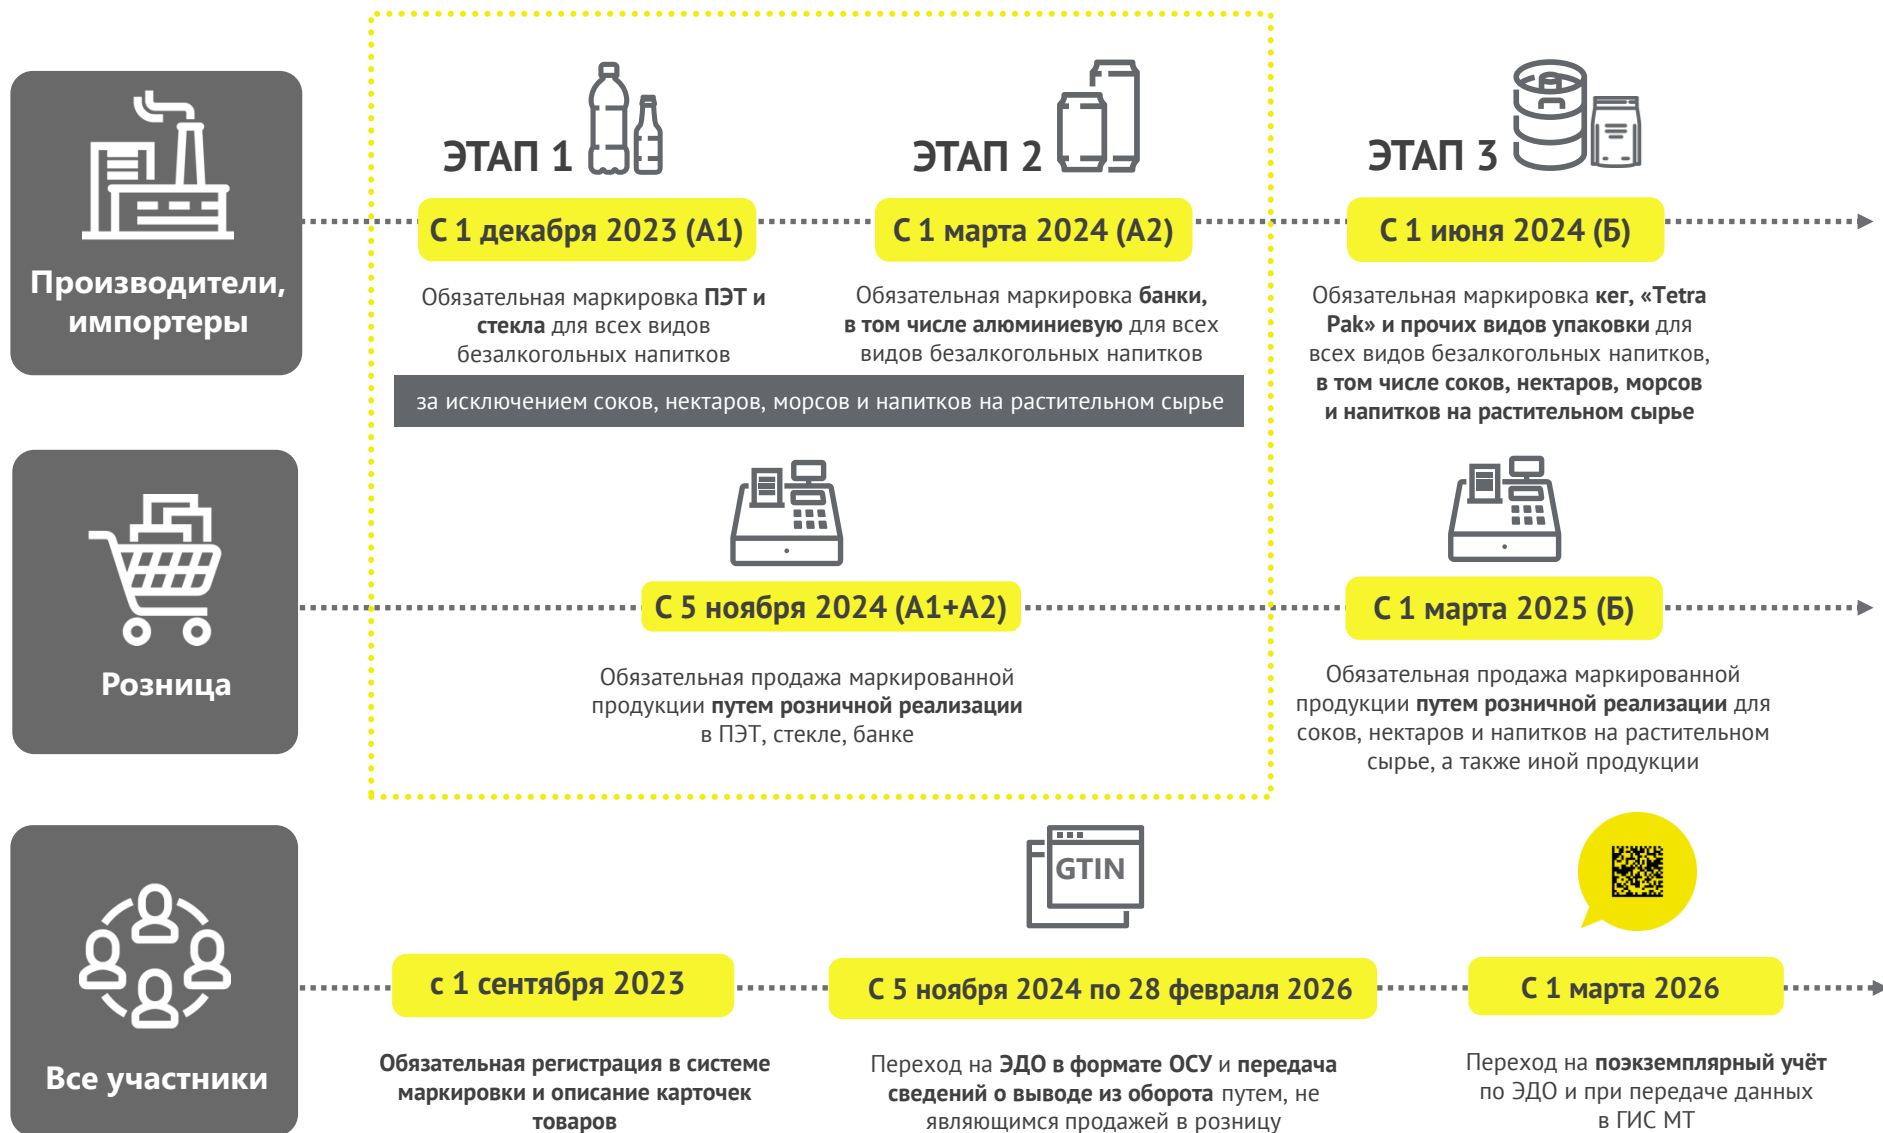 ЭТАП 1
ЭТАП 2
ЭТАП 3
Производители,
импортеры
С 1 декабря 2023 (А1)
С 1 марта 2024 (А2)
С 1 июня 2024 (Б)
Обязательная маркировка ПЭТ и
стекла для всех видов
безалкогольных напитков
Обязательная маркировка банки,
в том числе алюминиевую для всех
видов безалкогольных напитков
за исключением соков, нектаров, морсов и напитков на растительном сырье
Обязательная маркировка кег, «Tetra
Pak» и прочих видов упаковки для
всех видов безалкогольных напитков,
в том числе соков, нектаров, морсов
и напитков на растительном сырье
Розница
С 5 ноября 2024 (А1+А2)
С 1 марта 2025 (Б)
Обязательная продажа маркированной
продукции путем розничной реализации
в ПЭТ, стекле, банке
Обязательная продажа маркированной
продукции путем розничной реализации для
соков, нектаров и напитков на растительном
сырье, а также иной продукции
Все участники
GTIN
с 1 сентября 2023
С 5 ноября 2024 по 28 февраля 2026
С 1 марта 2026
Обязательная регистрация в системе
маркировки и описание карточек
товаров
Переход на ЭДО в формате ОСУ и передача
сведений о выводе из оборота путем, не
являющимся продажей в розницу
Переход на поэкземплярный учёт
по ЭДО и при передаче данных
в ГИС МТ